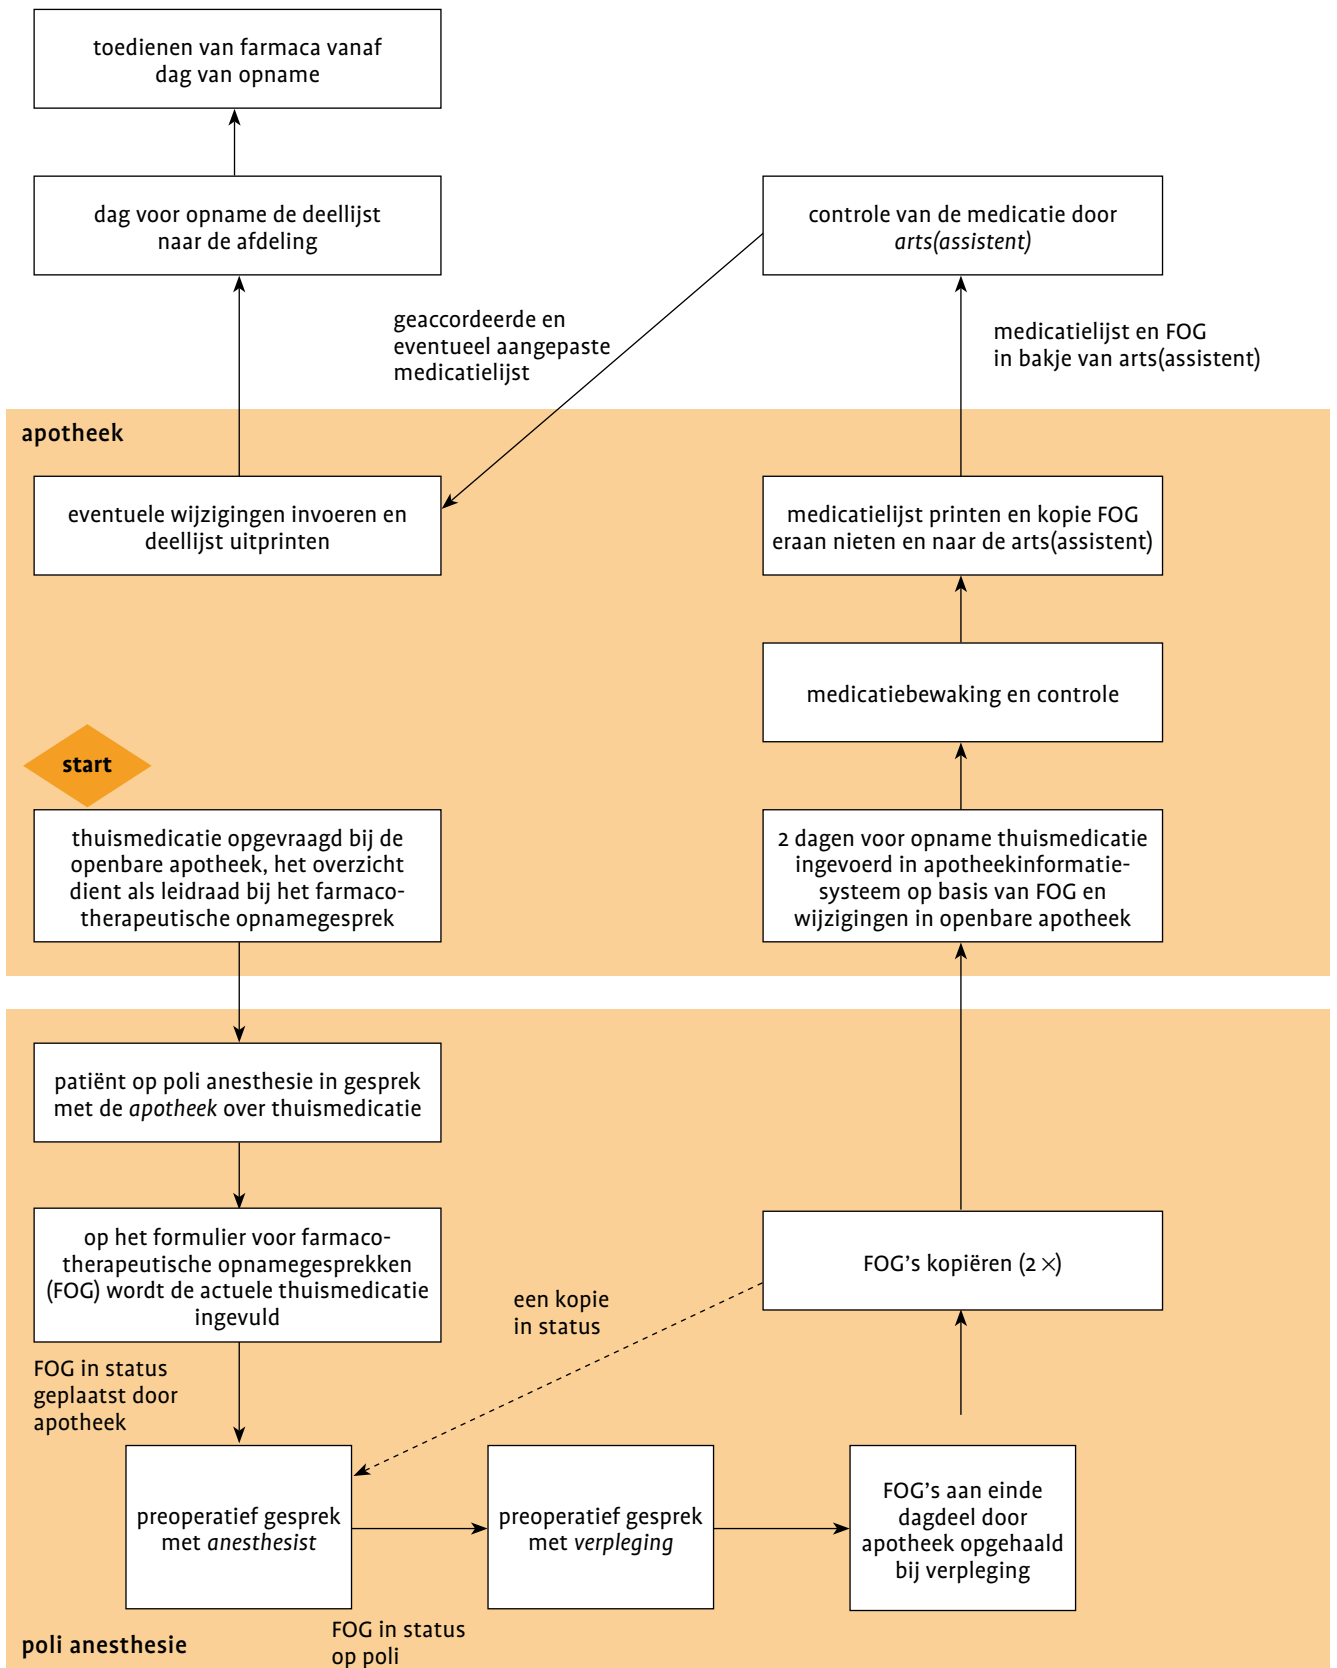 toedienen van farmaca vanaf
dag van opname
dag voor opname de deellijst
naar de afdeling
controle van de medicatie door
arts(assistent)
geaccordeerde en
eventueel aangepaste
medicatielijst
medicatielijst en FOG
in bakje van arts(assistent)
apotheek
eventuele wijzigingen invoeren en
deellijst uitprinten
medicatielijst printen en kopie FOG
eraan nieten en naar de arts(assistent)
medicatiebewaking en controle
start
thuismedicatie opgevraagd bij de
openbare apotheek, het overzicht
dient als leidraad bij het farmaco-
therapeutische opnamegesprek
2 dagen voor opname thuismedicatie
ingevoerd in apotheekinformatie-
systeem op basis van FOG en
wijzigingen in openbare apotheek
patiënt op poli anesthesie in gesprek
met de apotheek over thuismedicatie
op het formulier voor farmaco-
therapeutische opnamegesprekken
(FOG) wordt de actuele thuismedicatie
ingevuld
FOG's kopiëren (2 ×)
een kopie
in status
FOG in status
geplaatst door
apotheek
preoperatief gesprek
met anesthesist
preoperatief gesprek
met verpleging
FOG's aan einde
dagdeel door
apotheek opgehaald
bij verpleging
FOG in status
op poli
poli anesthesie